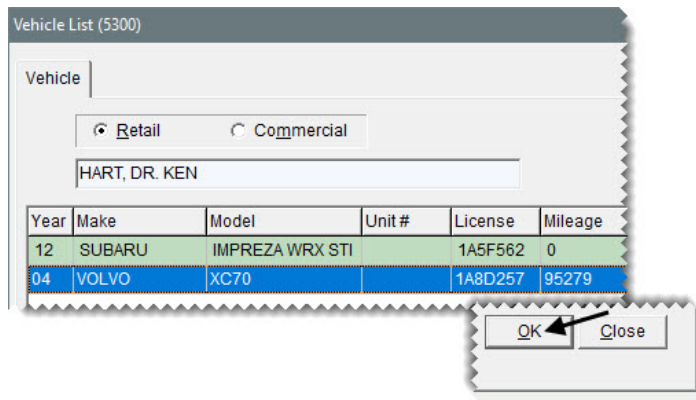 Vehicle List (5300)
Vehicle
Retail Commercial
HART, DR. KEN
Year Make Model Unit # License Mileage
12 SUBARU IMPREZA WRX STI 1A5F562 0
04 VOLVO XC70 1A8D257 95279
OK Close